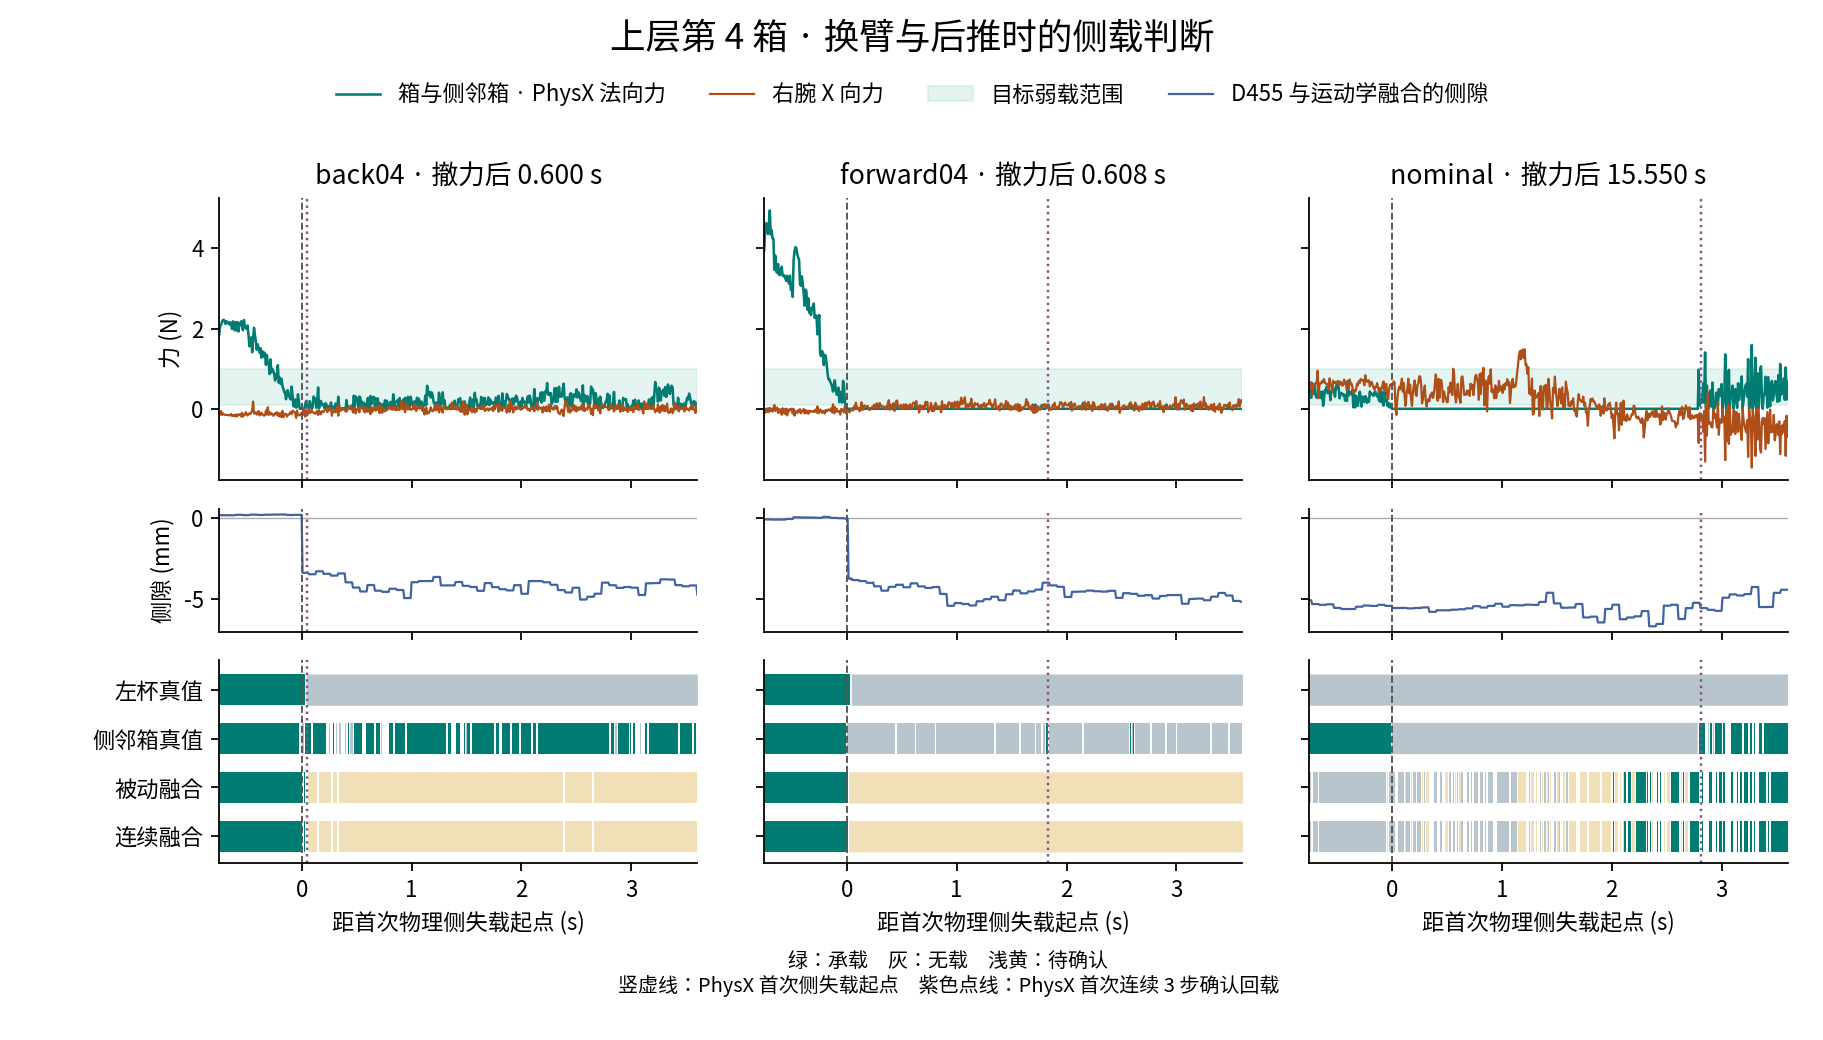 上层第 4 箱 · 换臂与后推时的侧载判断
箱与侧邻箱 · PhysX 法向力 右腕 X 向力 目标弱载范围 D455 与运动学融合的侧隙
back04 · 撤力后 0.600 s
forward04 · 撤力后 0.608 s
nominal · 撤力后 15.550 s
力 (N)
4
2
0
侧隙 (mm)
0
-5
左杯真值
侧邻箱真值
被动融合
连续融合
0 1 2 3
0 1 2 3
0 1 2 3
距首次物理侧失载起点 (s)
距首次物理侧失载起点 (s)
距首次物理侧失载起点 (s)
绿：承载 灰：无载 浅黄：待确认
竖虚线：PhysX 首次侧失载起点 紫色点线：PhysX 首次连续 3 步确认回载